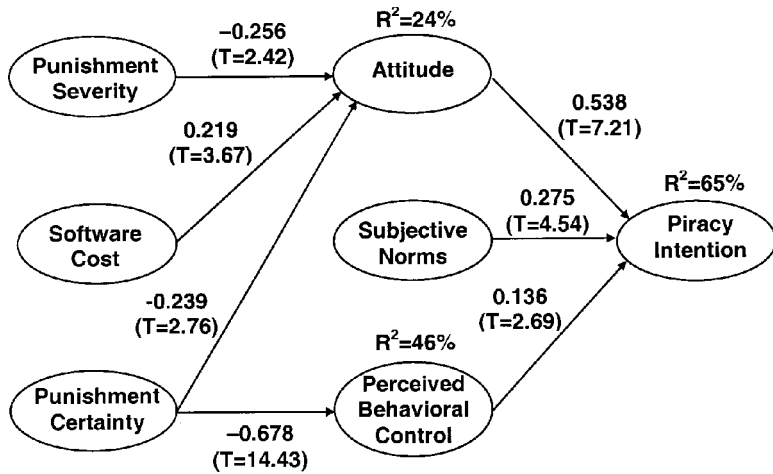 −0.256
(T=2.42)
R²=24%
Punishment
Severity
Attitude
0.219
(T=3.67)
0.538
(T=7.21)
R²=65%
Software
Cost
Subjective
Norms
0.275
(T=4.54)
Piracy
Intention
-0.239
(T=2.76)
0.136
(T=2.69)
R²=46%
Punishment
Certainty
Perceived
Behavioral
Control
−0.678
(T=14.43)